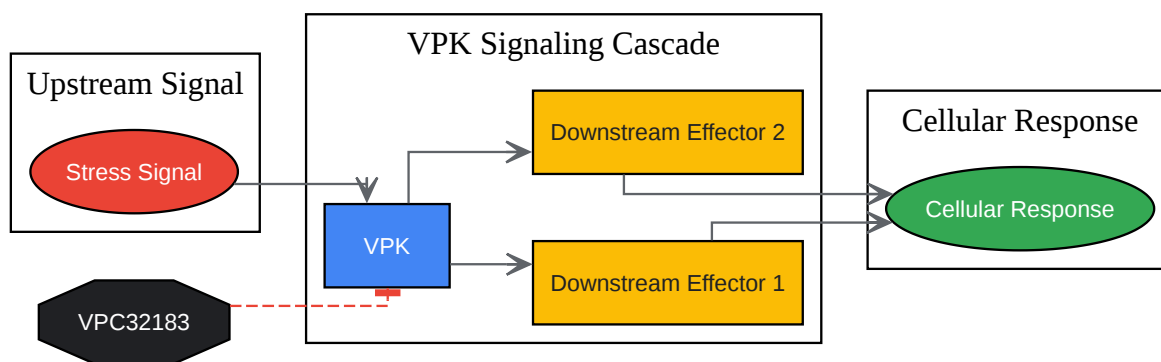 VPK Signaling Cascade
Upstream Signal
Stress Signal
VPK
Downstream Effector 2
Downstream Effector 1
Cellular Response
Cellular Response
VPC32183